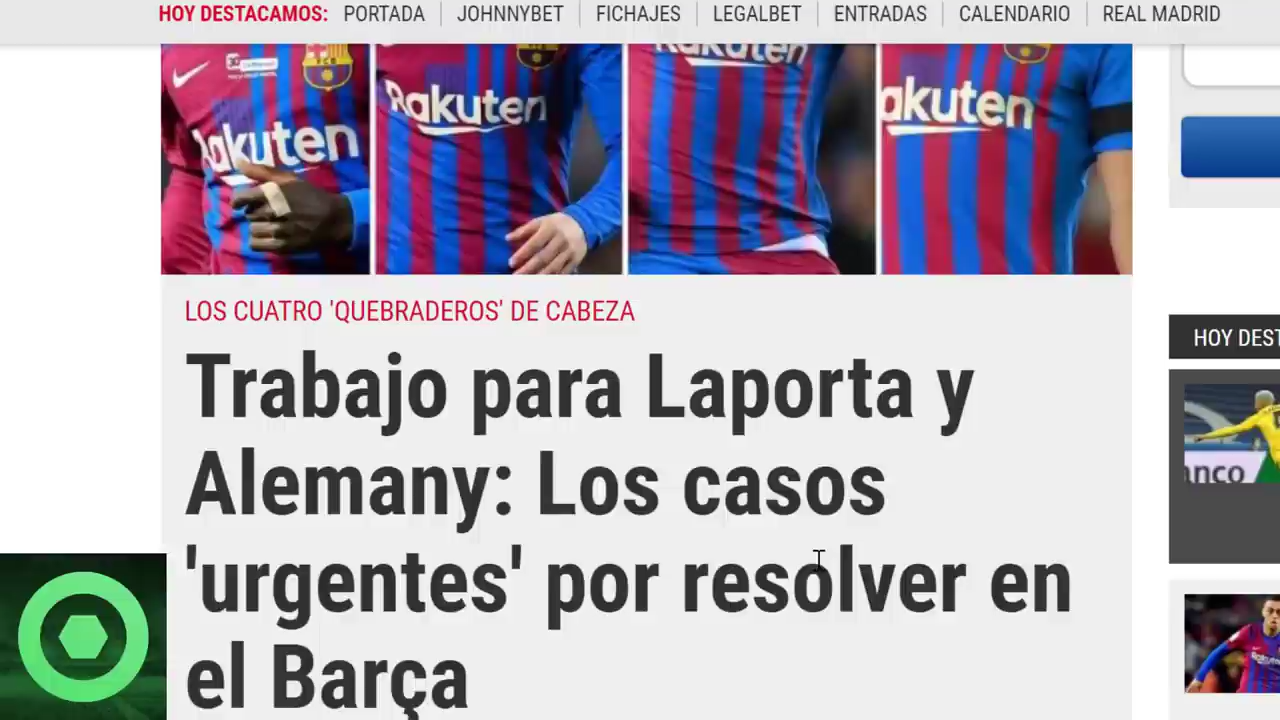 HOY DESTACAMOS: PORTADA JOHNNYBET FICHAJES LEGALBET ENTRADAS CALENDARIO REAL MADRID
Rakuten
Rakuten
Rakuten
akuten
LOS CUATRO 'QUEBRADEROS' DE CABEZA
Trabajo para Laporta y
Alemany: Los casos
'urgentes' por resolver en
el Barça
HOY DEST
anco